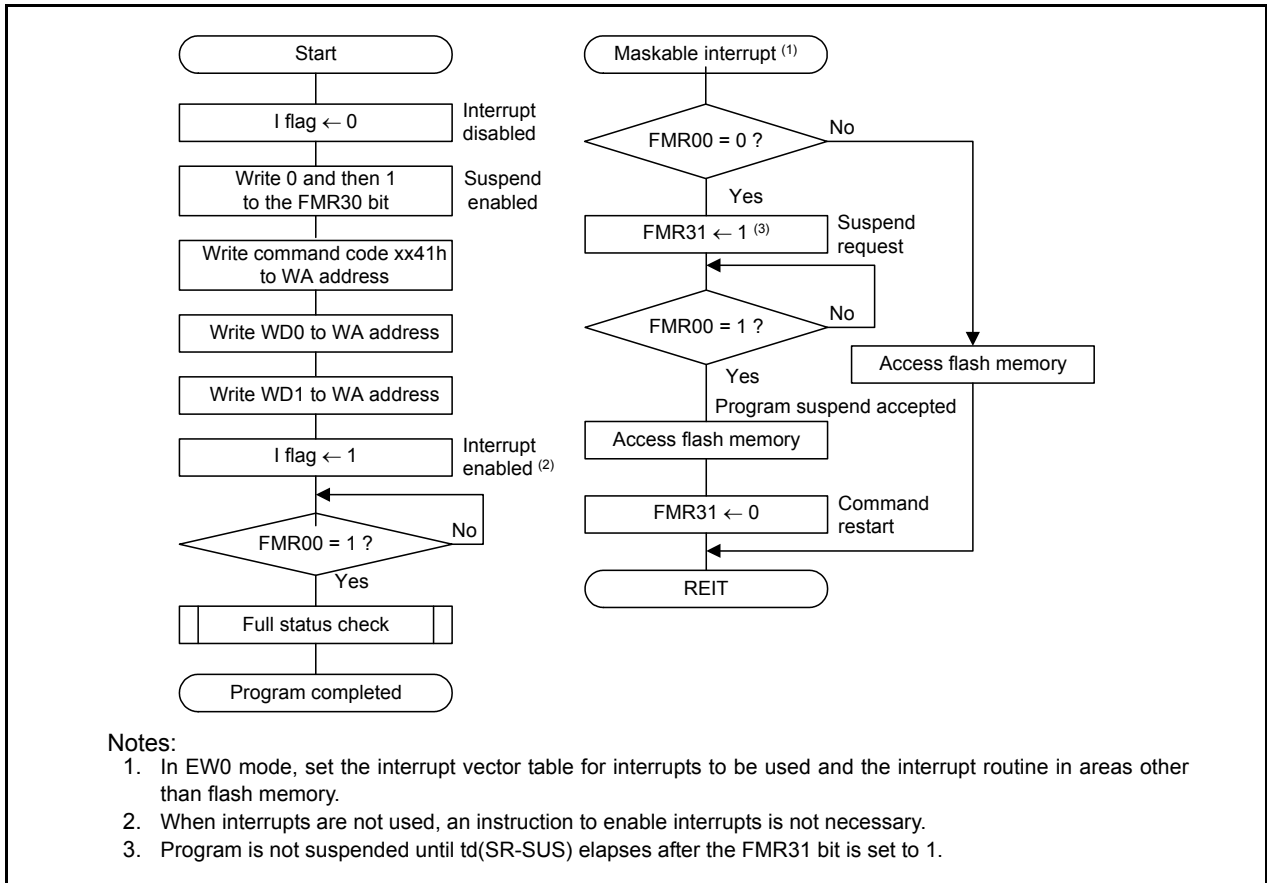 Start
I flag ← 0
Interrupt
disabled
Write 0 and then 1
to the FMR30 bit
Suspend
enabled
Write command code xx41h
to WA address
Write WD0 to WA address
Write WD1 to WA address
I flag ← 1
Interrupt
enabled (2)
FMR00 = 1 ?
No
Yes
Full status check
Program completed
Maskable interrupt (1)
FMR00 = 0 ?
No
Yes
FMR31 ← 1 (3)
Suspend
request
FMR00 = 1 ?
No
Yes
Access flash memory
Program suspend accepted
Access flash memory
FMR31 ← 0
Command
restart
REIT
Notes:
1. In EW0 mode, set the interrupt vector table for interrupts to be used and the interrupt routine in areas other
than flash memory.
2. When interrupts are not used, an instruction to enable interrupts is not necessary.
3. Program is not suspended until td(SR-SUS) elapses after the FMR31 bit is set to 1.